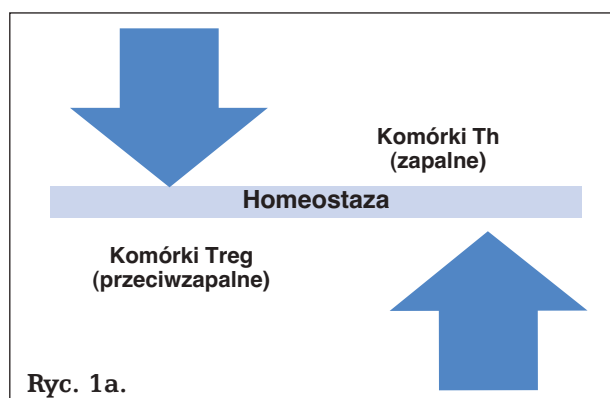 Komórki Th
(zapalne)
Homeostaza
Komórki Treg
(przeciwzapalne)
Ryc. 1a.